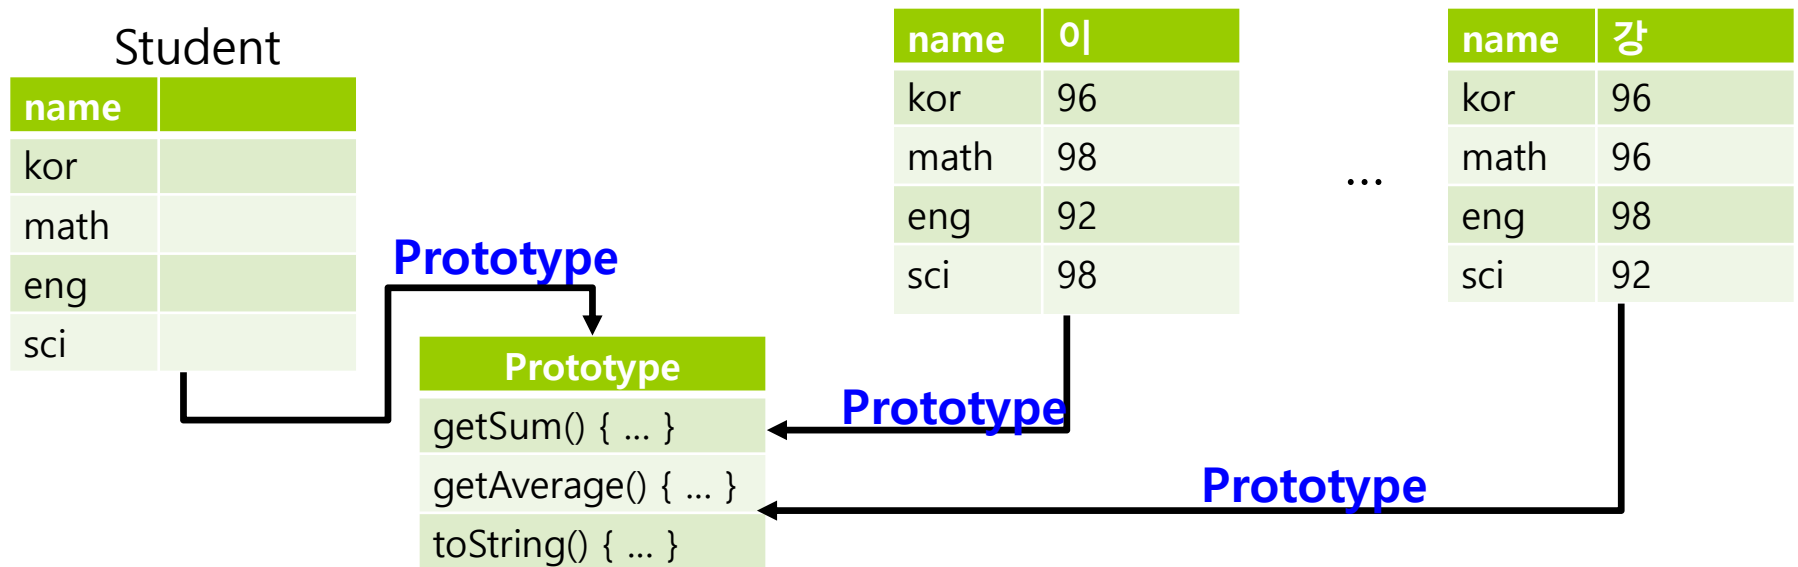 Student
name
kor
math
eng
sci
Prototype
Prototype
getSum() { ... }
getAverage() { ... }
toString() { ... }
name 이
kor 96
math 98
eng 92
sci 98
Prototype
...
name 강
kor 96
math 96
eng 98
sci 92
Prototype